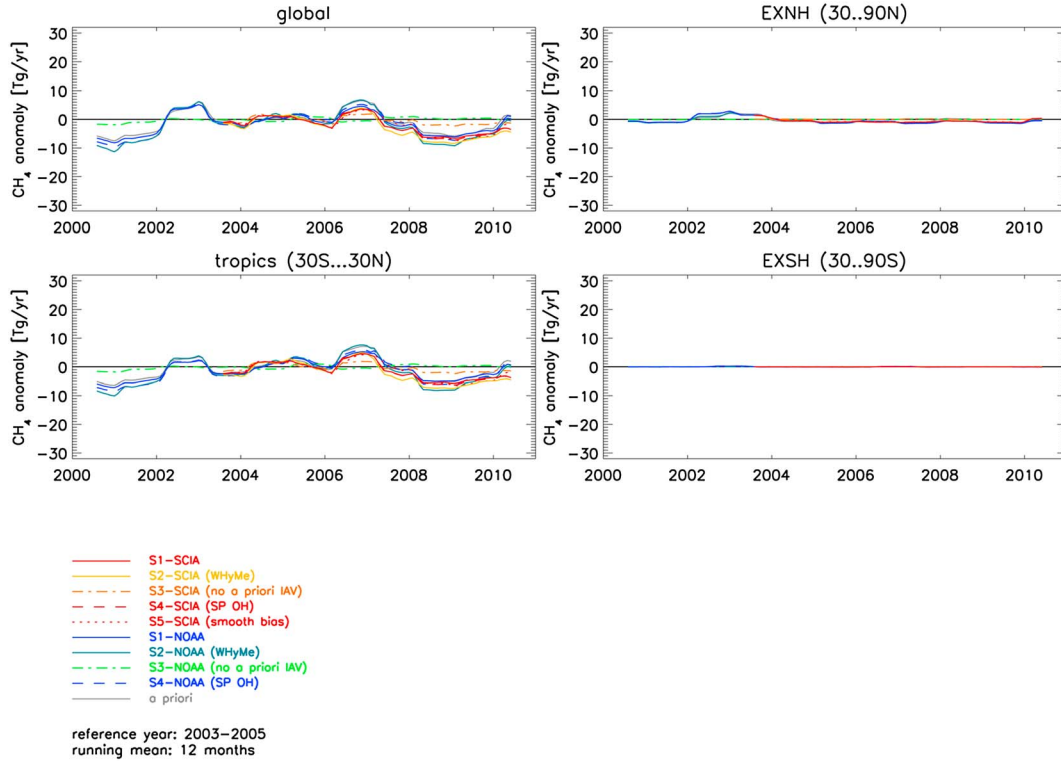 global
CH4 anomaly [Tg/yr]
30
20
10
0
−10
−20
−30
2000 2002 2004 2006 2008 2010
EXNH (30..90N)
CH4 anomaly [Tg/yr]
30
20
10
0
−10
−20
−30
2000 2002 2004 2006 2008 2010
tropics (30S...30N)
CH4 anomaly [Tg/yr]
30
20
10
0
−10
−20
−30
2000 2002 2004 2006 2008 2010
EXSH (30..90S)
CH4 anomaly [Tg/yr]
30
20
10
0
−10
−20
−30
2000 2002 2004 2006 2008 2010
S1−SCIA
S2−SCIA (WHyMe)
S3−SCIA (no a priori IAV)
S4−SCIA (SP OH)
S5−SCIA (smooth bias)
S1−NOAA
S2−NOAA (WHyMe)
S3−NOAA (no a priori IAV)
S4−NOAA (SP OH)
a priori
reference year: 2003−2005
running mean: 12 months